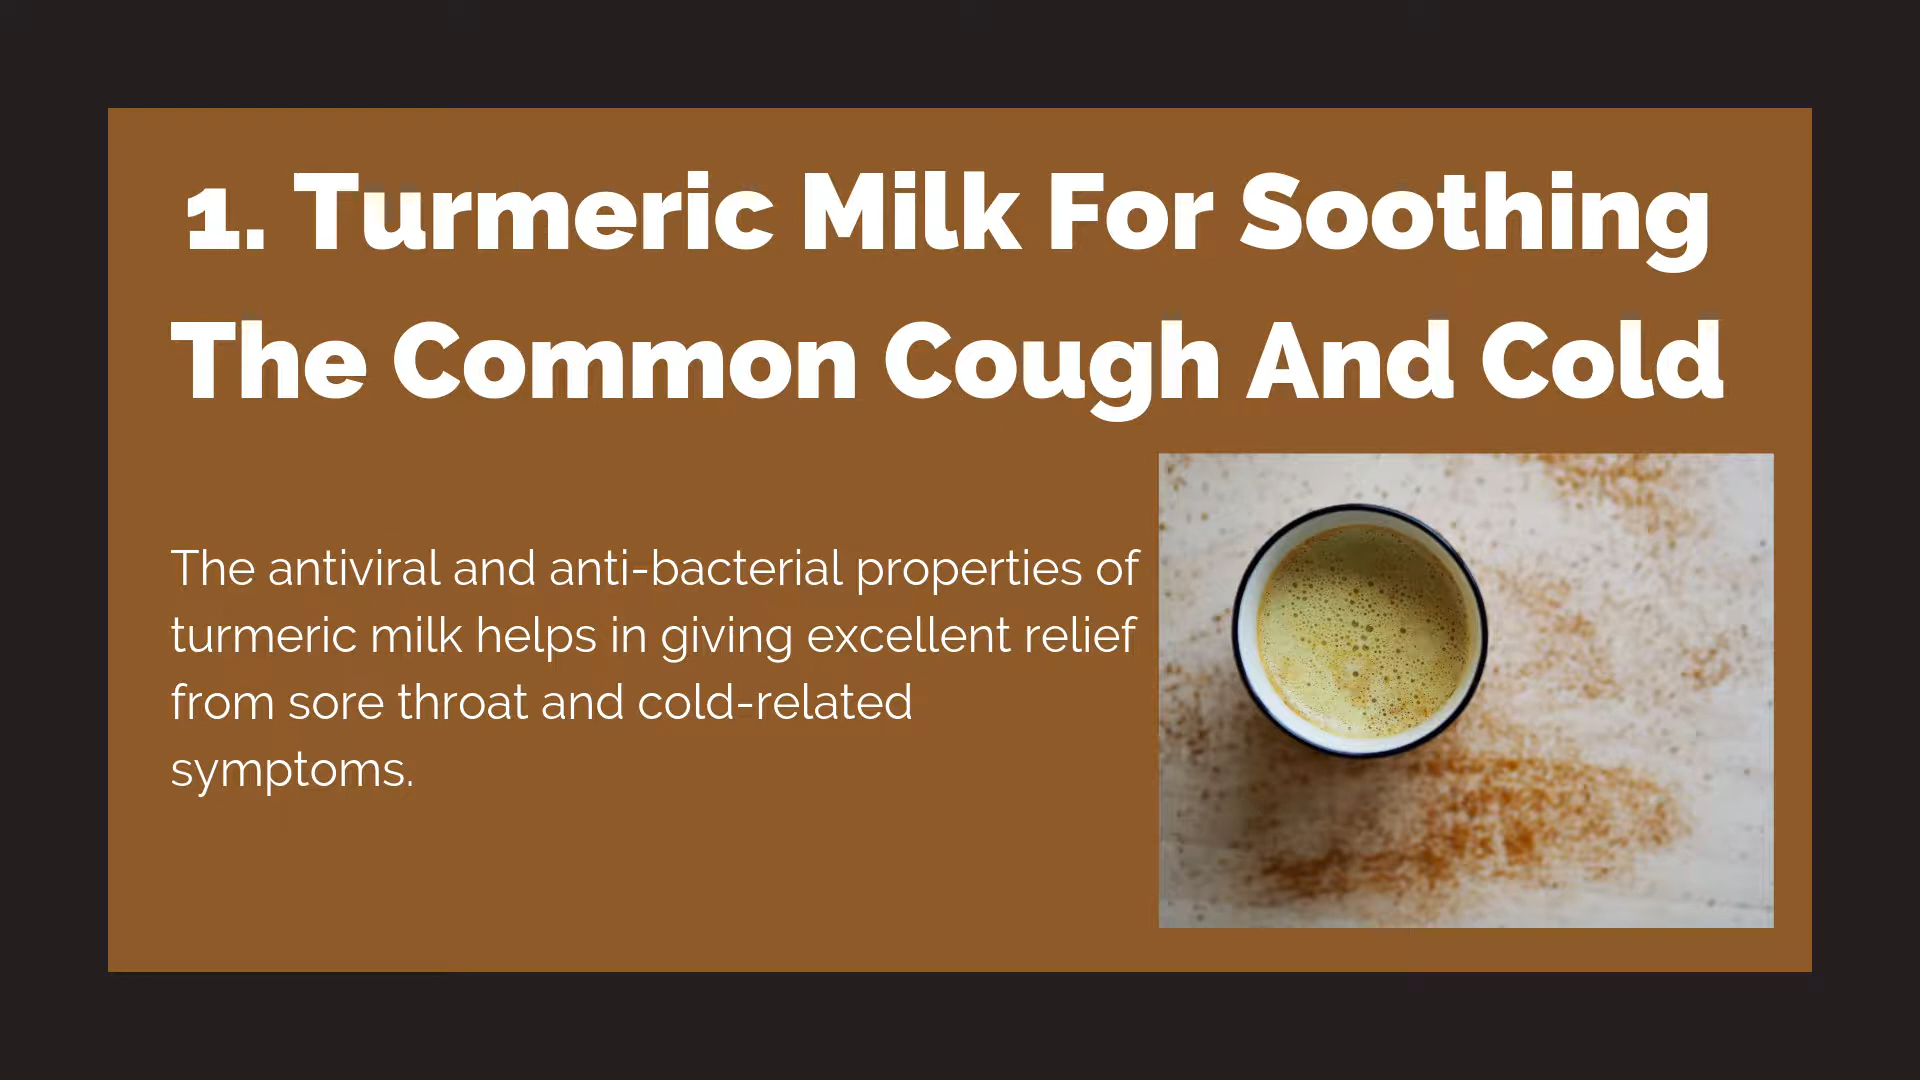 1. Turmeric Milk For Soothing
The Common Cough And Cold
The antiviral and anti-bacterial properties of
turmeric milk helps in giving excellent relief
from sore throat and cold-related
symptoms.